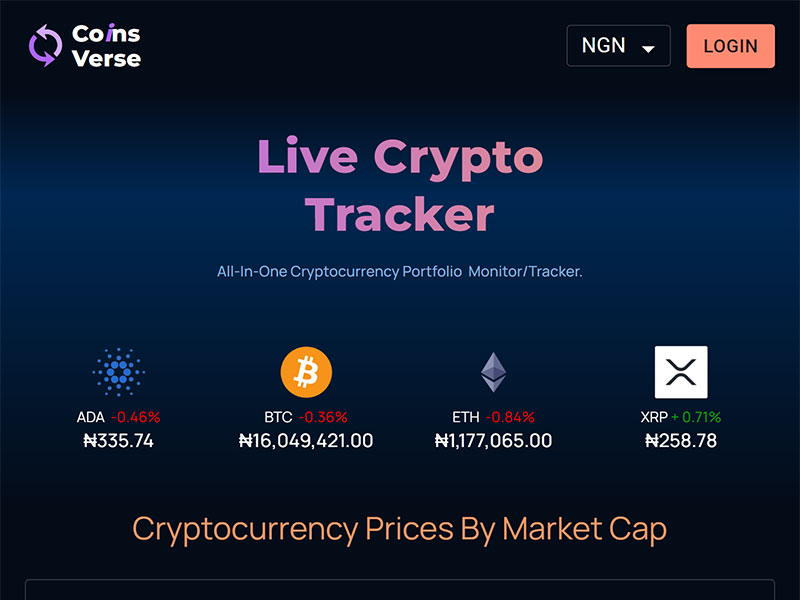 Coins
Verse
NGN
LOGIN
Live Crypto
Tracker
All-In-One Cryptocurrency Portfolio Monitor/Tracker.
ADA -0.46%
₦335.74
BTC -0.36%
₦16,049,421.00
ETH -0.84%
₦1,177,065.00
XRP + 0.71%
₦258.78
Cryptocurrency Prices By Market Cap